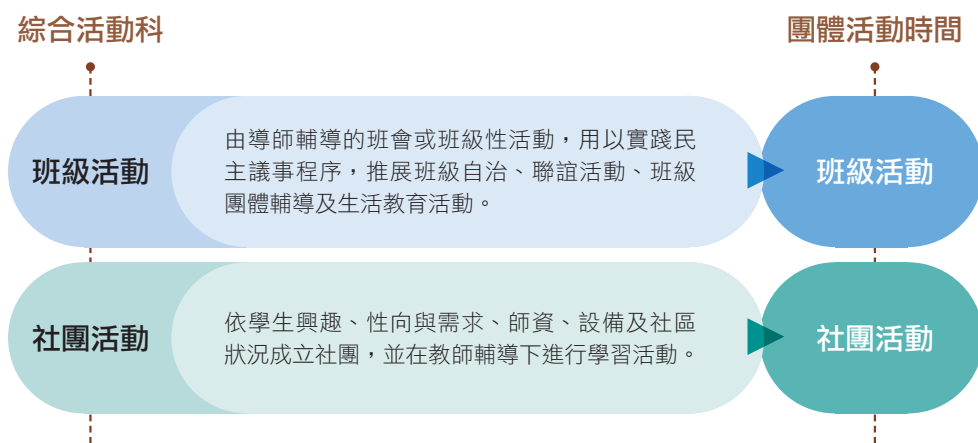 綜合活動科
團體活動時間
班級活動
由導師輔導的班會或班級性活動，用以實踐民
主議事程序，推展班級自治、聯誼活動、班級
團體輔導及生活教育活動。
班級活動
社團活動
依學生興趣、性向與需求、師資、設備及社區
狀況成立社團，並在教師輔導下進行學習活動。
社團活動